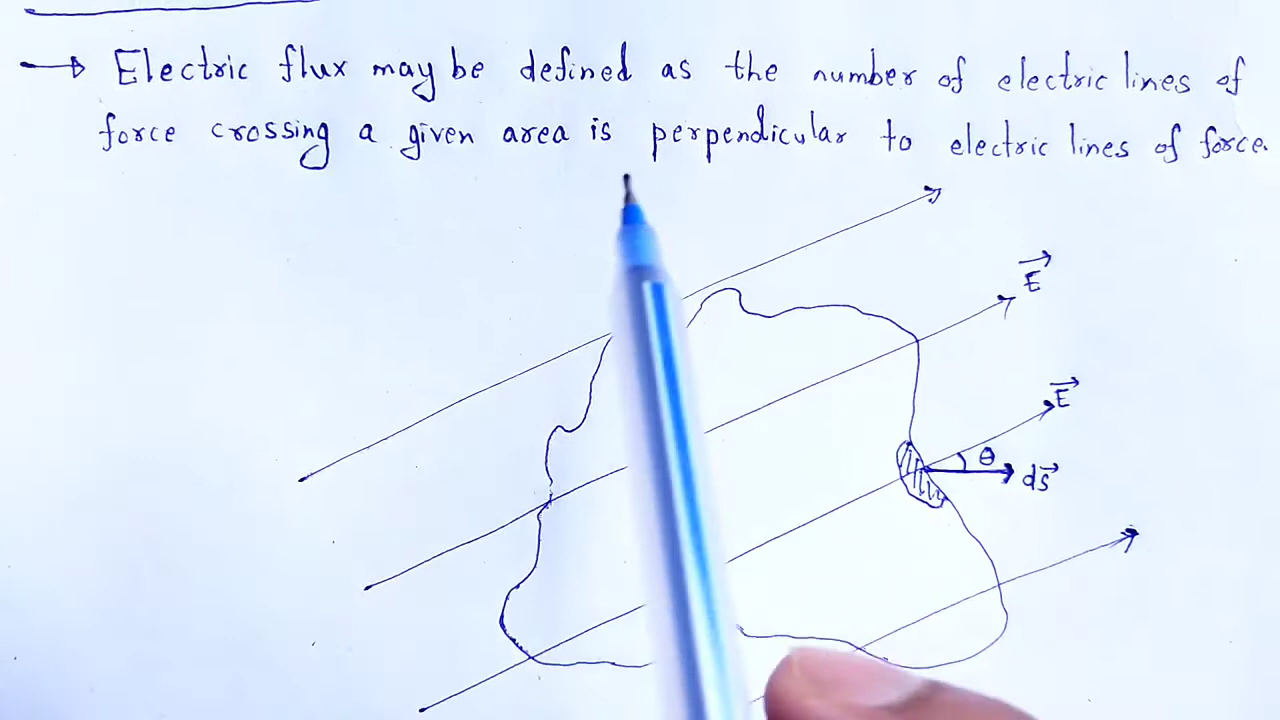 → Electric flux may be defined as the number of electric lines of
force crossing a given area is perpendicular to electric lines of force.
E⃗
E⃗
θ
ds⃗